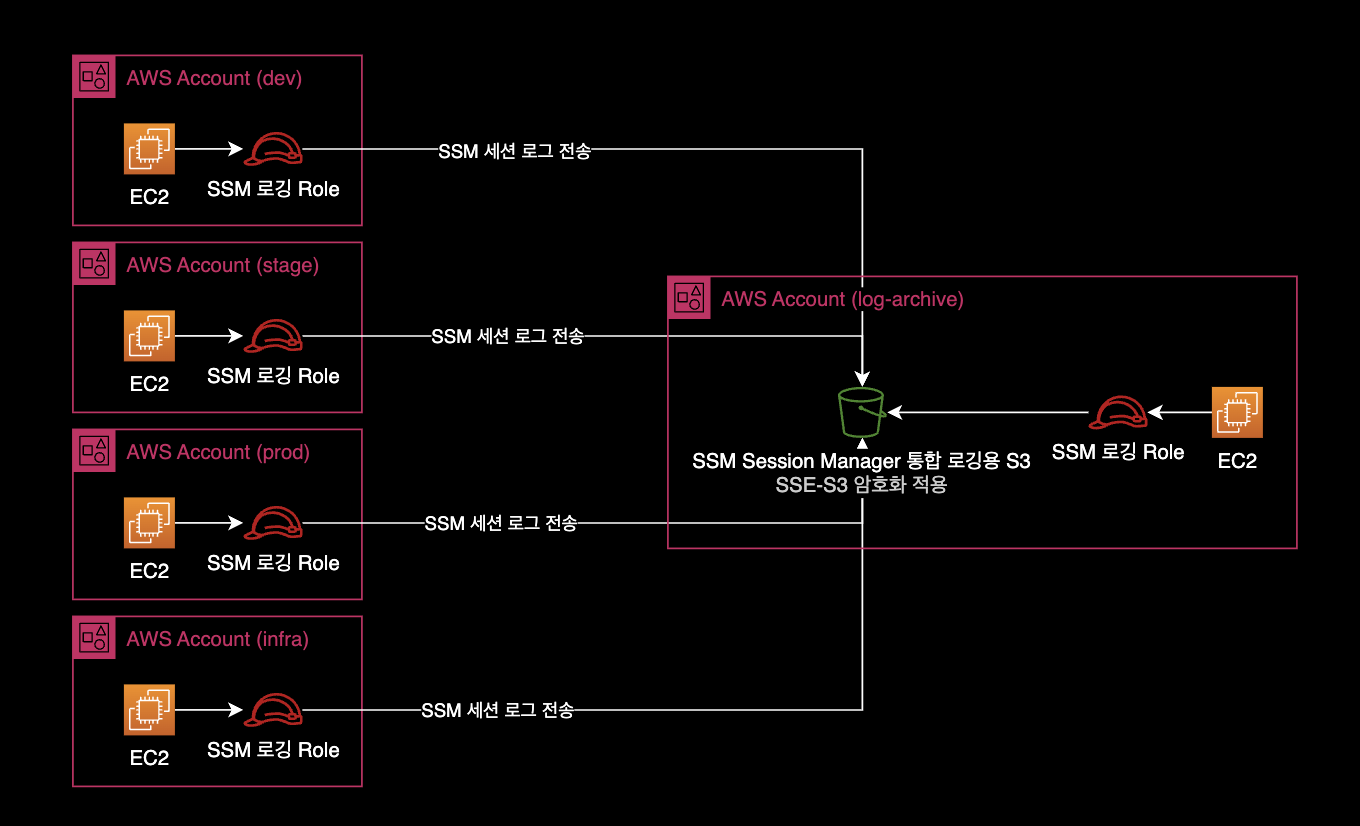 AWS Account (dev)
EC2
SSM 로깅 Role
SSM 세션 로그 전송
AWS Account (stage)
EC2
SSM 로깅 Role
SSM 세션 로그 전송
AWS Account (prod)
EC2
SSM 로깅 Role
SSM 세션 로그 전송
AWS Account (infra)
EC2
SSM 로깅 Role
SSM 세션 로그 전송
AWS Account (log-archive)
SSM Session Manager 통합 로깅용 S3
SSE-S3 암호화 적용
SSM 로깅 Role
EC2